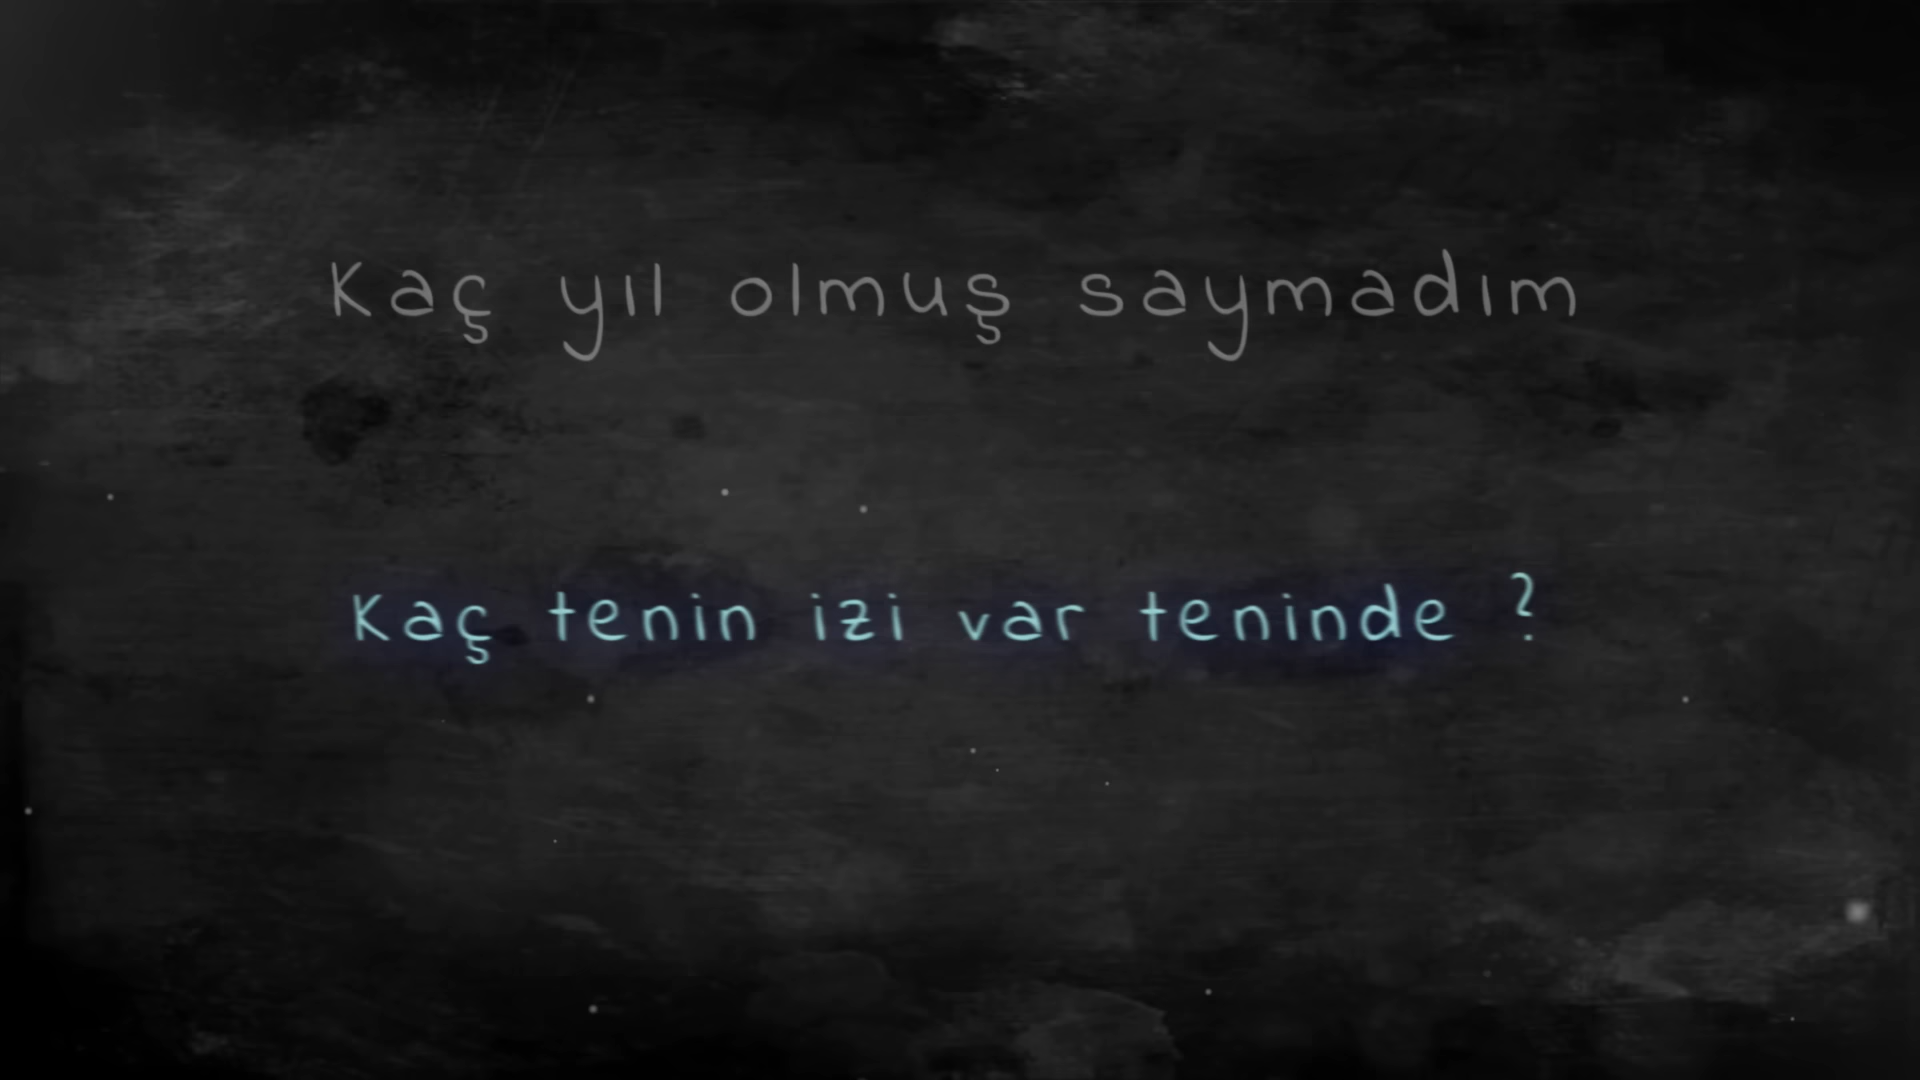 Kaç yıl olmuş saymadım
Kaç tenin izi var teninde ?